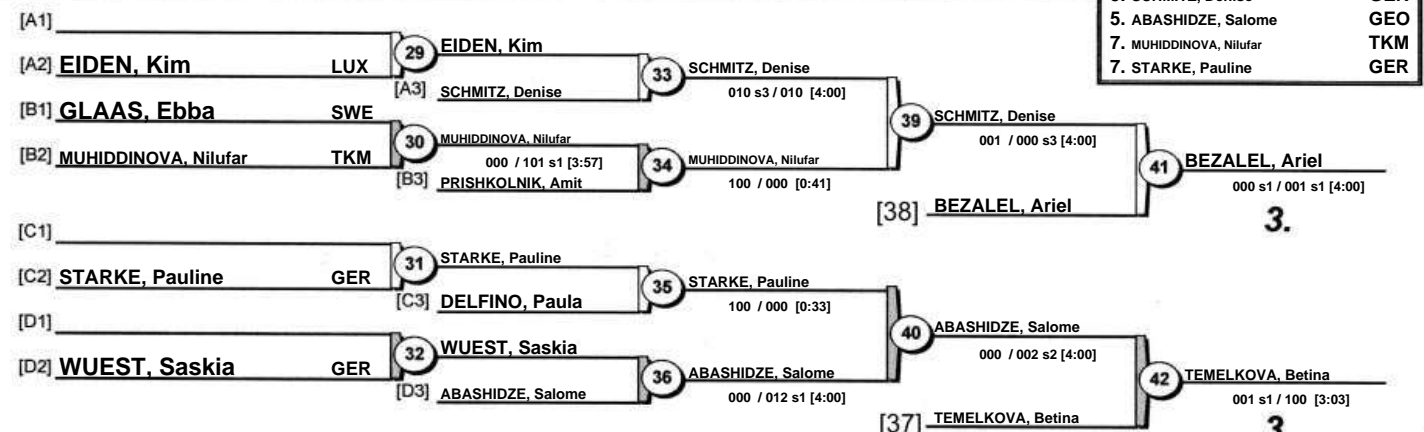 5. ABASHIDZE, Salome GEO
7. MUHIDDINOVA, Nilufar TKM
7. STARKE, Pauline GER
[A1]
[A2] EIDEN, Kim LUX
29 EIDEN, Kim
[A3] SCHMITZ, Denise
33 SCHMITZ, Denise
010 s3 / 010 [4:00]
[B1] GLAAS, Ebba SWE
[B2] MUHIDDINOVA, Nilufar TKM
30 MUHIDDINOVA, Nilufar
000 / 101 s1 [3:57]
[B3] PRISHKOLNIK, Amit
34 MUHIDDINOVA, Nilufar
100 / 000 [0:41]
39 SCHMITZ, Denise
001 / 000 s3 [4:00]
[38] BEZALEL, Ariel
41 BEZALEL, Ariel
000 s1 / 001 s1 [4:00]
3.
[C1]
[C2] STARKE, Pauline GER
31 STARKE, Pauline
[C3] DELFINO, Paula
35 STARKE, Pauline
100 / 000 [0:33]
[D1]
[D2] WUEST, Saskia GER
32 WUEST, Saskia
[D3] ABASHIDZE, Salome
36 ABASHIDZE, Salome
000 / 012 s1 [4:00]
40 ABASHIDZE, Salome
000 / 002 s2 [4:00]
[37] TEMELKOVA, Betina
42 TEMELKOVA, Betina
001 s1 / 100 [3:03]
3